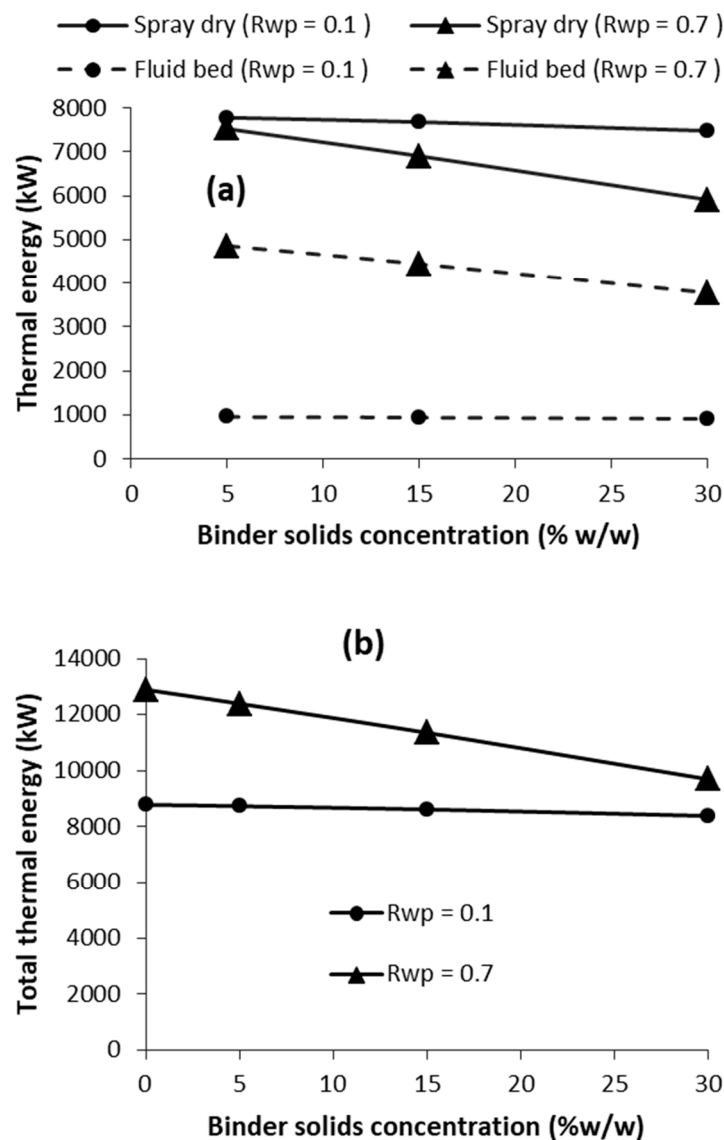 Spray dry (Rwp = 0.1 ) Spray dry (Rwp = 0.7 )
Fluid bed (Rwp = 0.1 ) Fluid bed (Rwp = 0.7 )
8000
7000
6000
5000
4000
3000
2000
1000
0
Thermal energy (kW)
(a)
0 5 10 15 20 25 30
Binder solids concentration (% w/w)
(b)
14000
12000
10000
8000
6000
4000
2000
0
Total thermal energy (kW)
Rwp = 0.1
Rwp = 0.7
0 5 10 15 20 25 30
Binder solids concentration (%w/w)